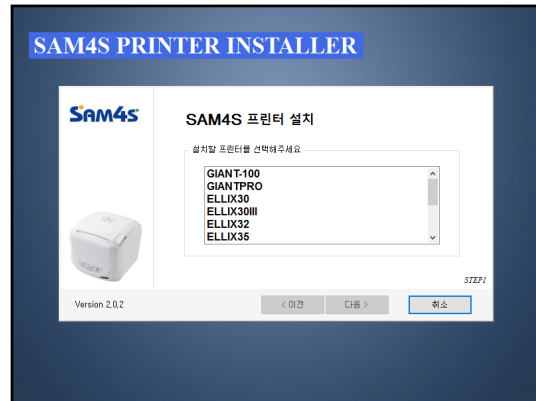 SAM4S PRINTER INSTALLER
SAM4S
SAM4S 프린터 설치
설치할 프린터를 선택해주세요
GIANT-100
GIANTPRO
ELLIX30
ELLIX30III
ELLIX32
ELLIX35
STEP1
Version 2.0.2
< 이전
다음 >
취소